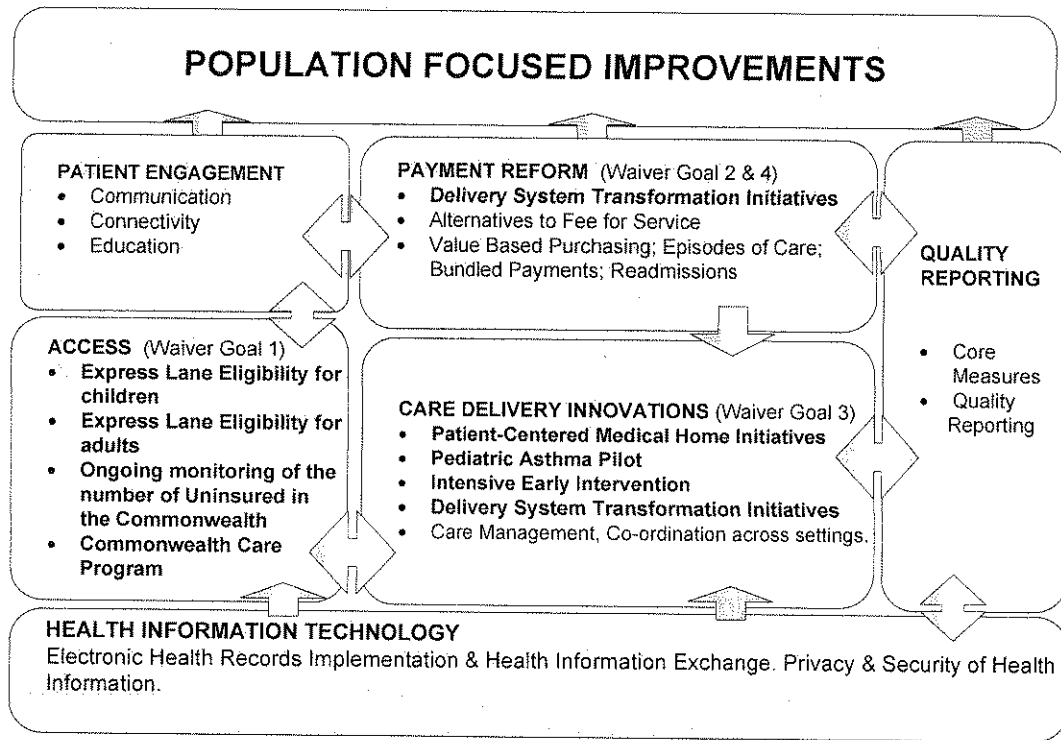 POPULATION FOCUSED IMPROVEMENTS
PATIENT ENGAGEMENT
• Communication
• Connectivity
• Education
PAYMENT REFORM (Waiver Goal 2 & 4)
• Delivery System Transformation Initiatives
• Alternatives to Fee for Service
• Value Based Purchasing; Episodes of Care;
Bundled Payments; Readmissions
QUALITY
REPORTING
• Core
Measures
• Quality
Reporting
ACCESS (Waiver Goal 1)
• Express Lane Eligibility for
children
• Express Lane Eligibility for
adults
• Ongoing monitoring of the
number of Uninsured in
the Commonwealth
• Commonwealth Care
Program
CARE DELIVERY INNOVATIONS (Waiver Goal 3)
• Patient-Centered Medical Home Initiatives
• Pediatric Asthma Pilot
• Intensive Early Intervention
• Delivery System Transformation Initiatives
• Care Management, Co-ordination across settings.
HEALTH INFORMATION TECHNOLOGY
Electronic Health Records Implementation & Health Information Exchange. Privacy & Security of Health
Information.